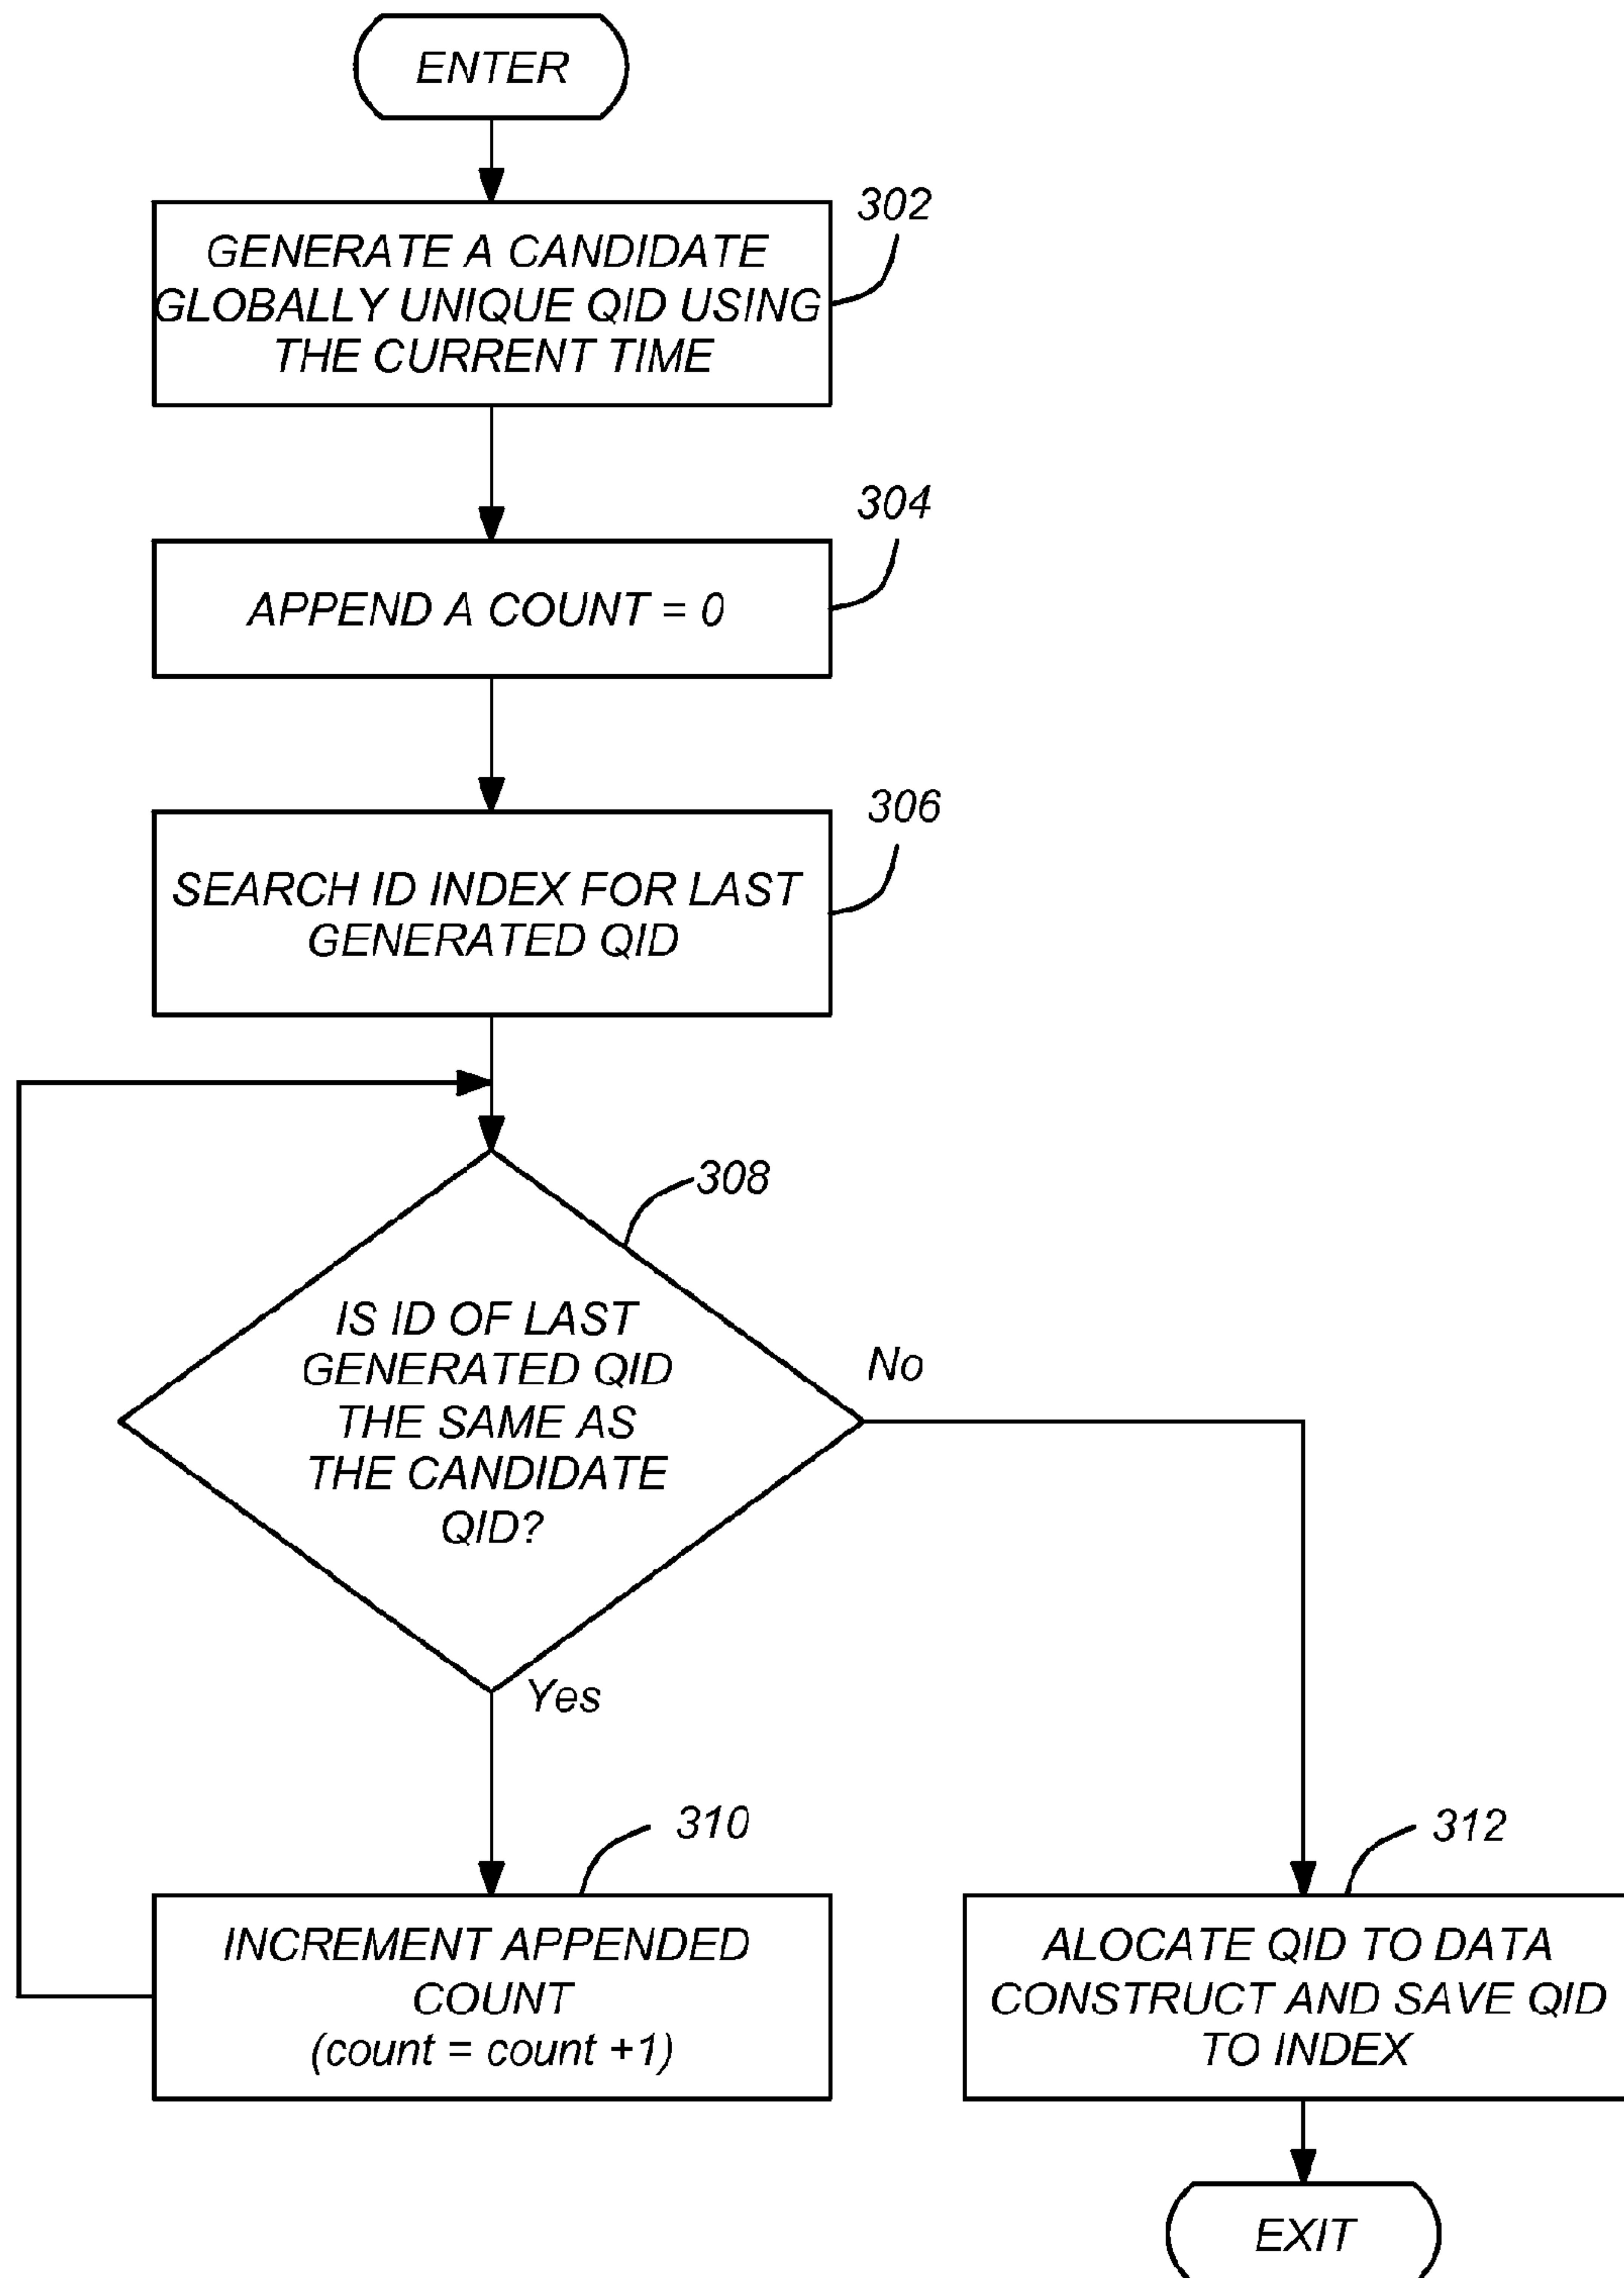 ENTER
302
GENERATE A CANDIDATE
GLOBALLY UNIQUE QID USING
THE CURRENT TIME
304
APPEND A COUNT = 0
306
SEARCH ID INDEX FOR LAST
GENERATED QID
308
IS ID OF LAST
GENERATED QID
THE SAME AS
THE CANDIDATE
QID?
No
Yes
310
INCREMENT APPENDED
COUNT
(count = count +1)
312
ALOCATE QID TO DATA
CONSTRUCT AND SAVE QID
TO INDEX
EXIT